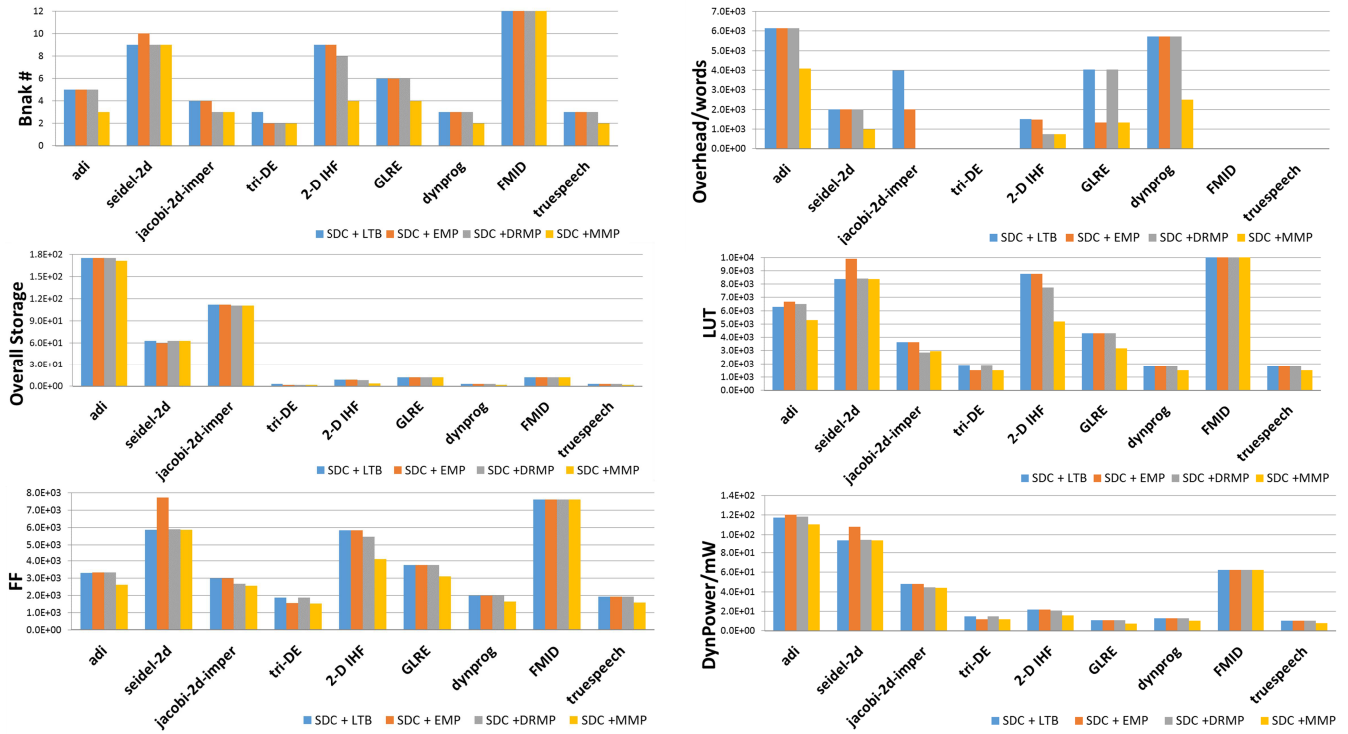 Bnak #
12
10
8
6
4
2
0
adi
seidel-2d
jacobi-2d-imper
tri-DE
2-D IHF
GLRE
dynprog
FMID
truespeech
SDC + LTB SDC + EMP SDC +DRMP SDC +MMP
Overhead/words
7.0E+03
6.0E+03
5.0E+03
4.0E+03
3.0E+03
2.0E+03
1.0E+03
0.0E+00
adi
seidel-2d
jacobi-2d-imper
tri-DE
2-D IHF
GLRE
dynprog
FMID
truespeech
SDC + LTB SDC + EMP SDC +DRMP SDC +MMP
Overall Storage
1.8E+02
1.5E+02
1.2E+02
9.0E+01
6.0E+01
3.0E+01
0.0E+00
adi
seidel-2d
jacobi-2d-imper
tri-DE
2-D IHF
GLRE
dynprog
FMID
truespeech
SDC + LTB SDC + EMP SDC +DRMP SDC +MMP
LUT
1.0E+04
9.0E+03
8.0E+03
7.0E+03
6.0E+03
5.0E+03
4.0E+03
3.0E+03
2.0E+03
1.0E+03
0.0E+00
adi
seidel-2d
jacobi-2d-imper
tri-DE
2-D IHF
GLRE
dynprog
FMID
truespeech
SDC + LTB SDC + EMP SDC +DRMP SDC +MMP
FF
8.0E+03
7.0E+03
6.0E+03
5.0E+03
4.0E+03
3.0E+03
2.0E+03
1.0E+03
0.0E+00
adi
seidel-2d
jacobi-2d-imper
tri-DE
2-D IHF
GLRE
dynprog
FMID
truespeech
SDC + LTB SDC + EMP SDC +DRMP SDC +MMP
DynPower/mW
1.4E+02
1.2E+02
1.0E+02
8.0E+01
6.0E+01
4.0E+01
2.0E+01
0.0E+00
adi
seidel-2d
jacobi-2d-imper
tri-DE
2-D IHF
GLRE
dynprog
FMID
truespeech
SDC + LTB SDC + EMP SDC +DRMP SDC +MMP